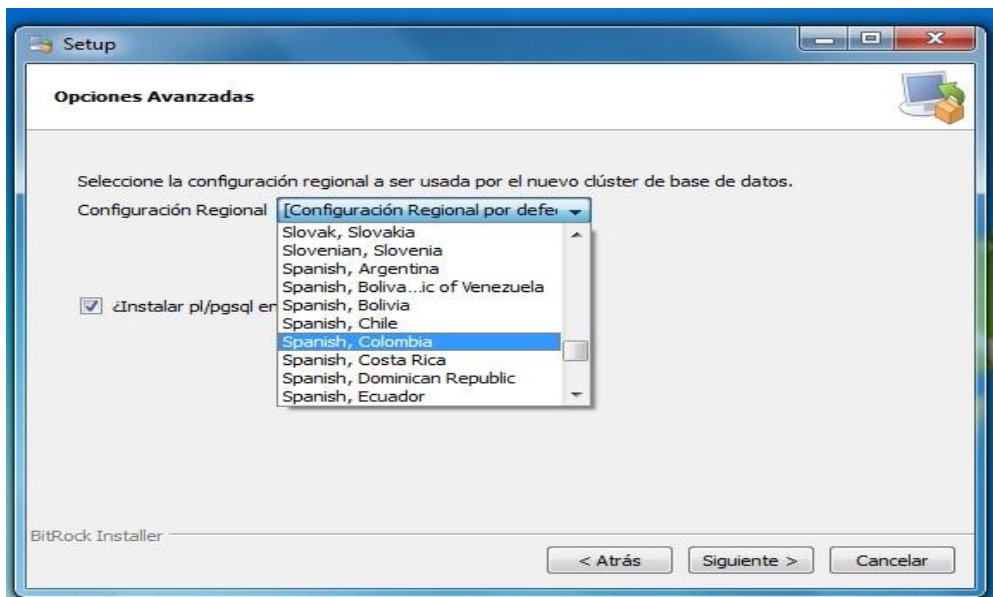 Setup
Opciones Avanzadas
Seleccione la configuración regional a ser usada por el nuevo clúster de base de datos.
Configuración Regional [Configuración Regional por defe
Slovak, Slovakia
Slovenian, Slovenia
Spanish, Argentina
Spanish, Boliva...ic of Venezuela
Spanish, Bolivia
Spanish, Chile
Spanish, Colombia
Spanish, Costa Rica
Spanish, Dominican Republic
Spanish, Ecuador
¿Instalar pl/pgsql en
BitRock Installer
< Atrás Siguiente > Cancelar